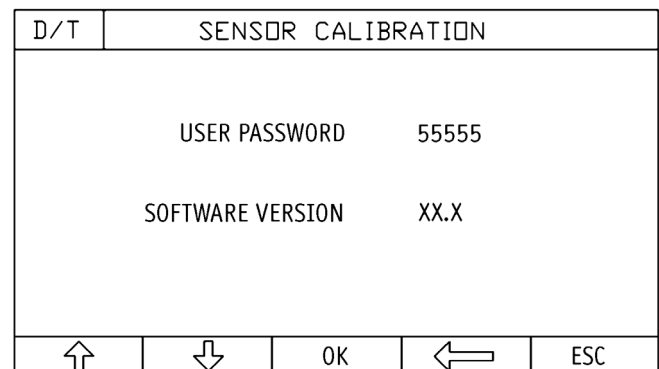 D/T SENSOR CALIBRATION
USER PASSWORD 55555
SOFTWARE VERSION XX.X
OK ESC